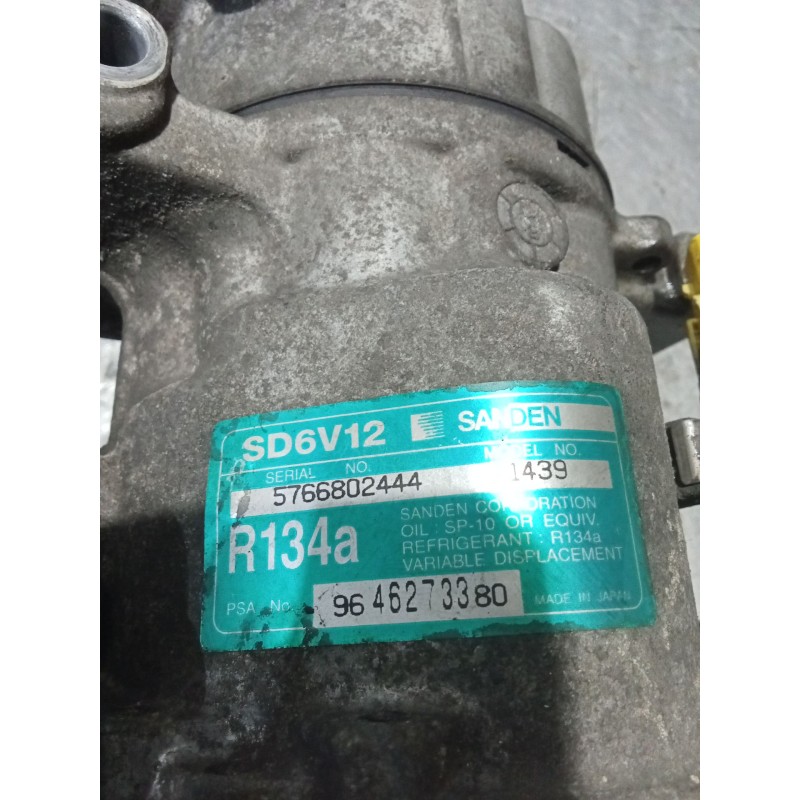 SD6V12 SANDEN
SERIAL NO. MODEL NO.
5766802444 1439
R134a
SANDEN CORPORATION
OIL : SP-10 OR EQUIV.
REFRIGERANT : R134a
VARIABLE DISPLACEMENT
PSA No. 9646273380 MADE IN JAPAN